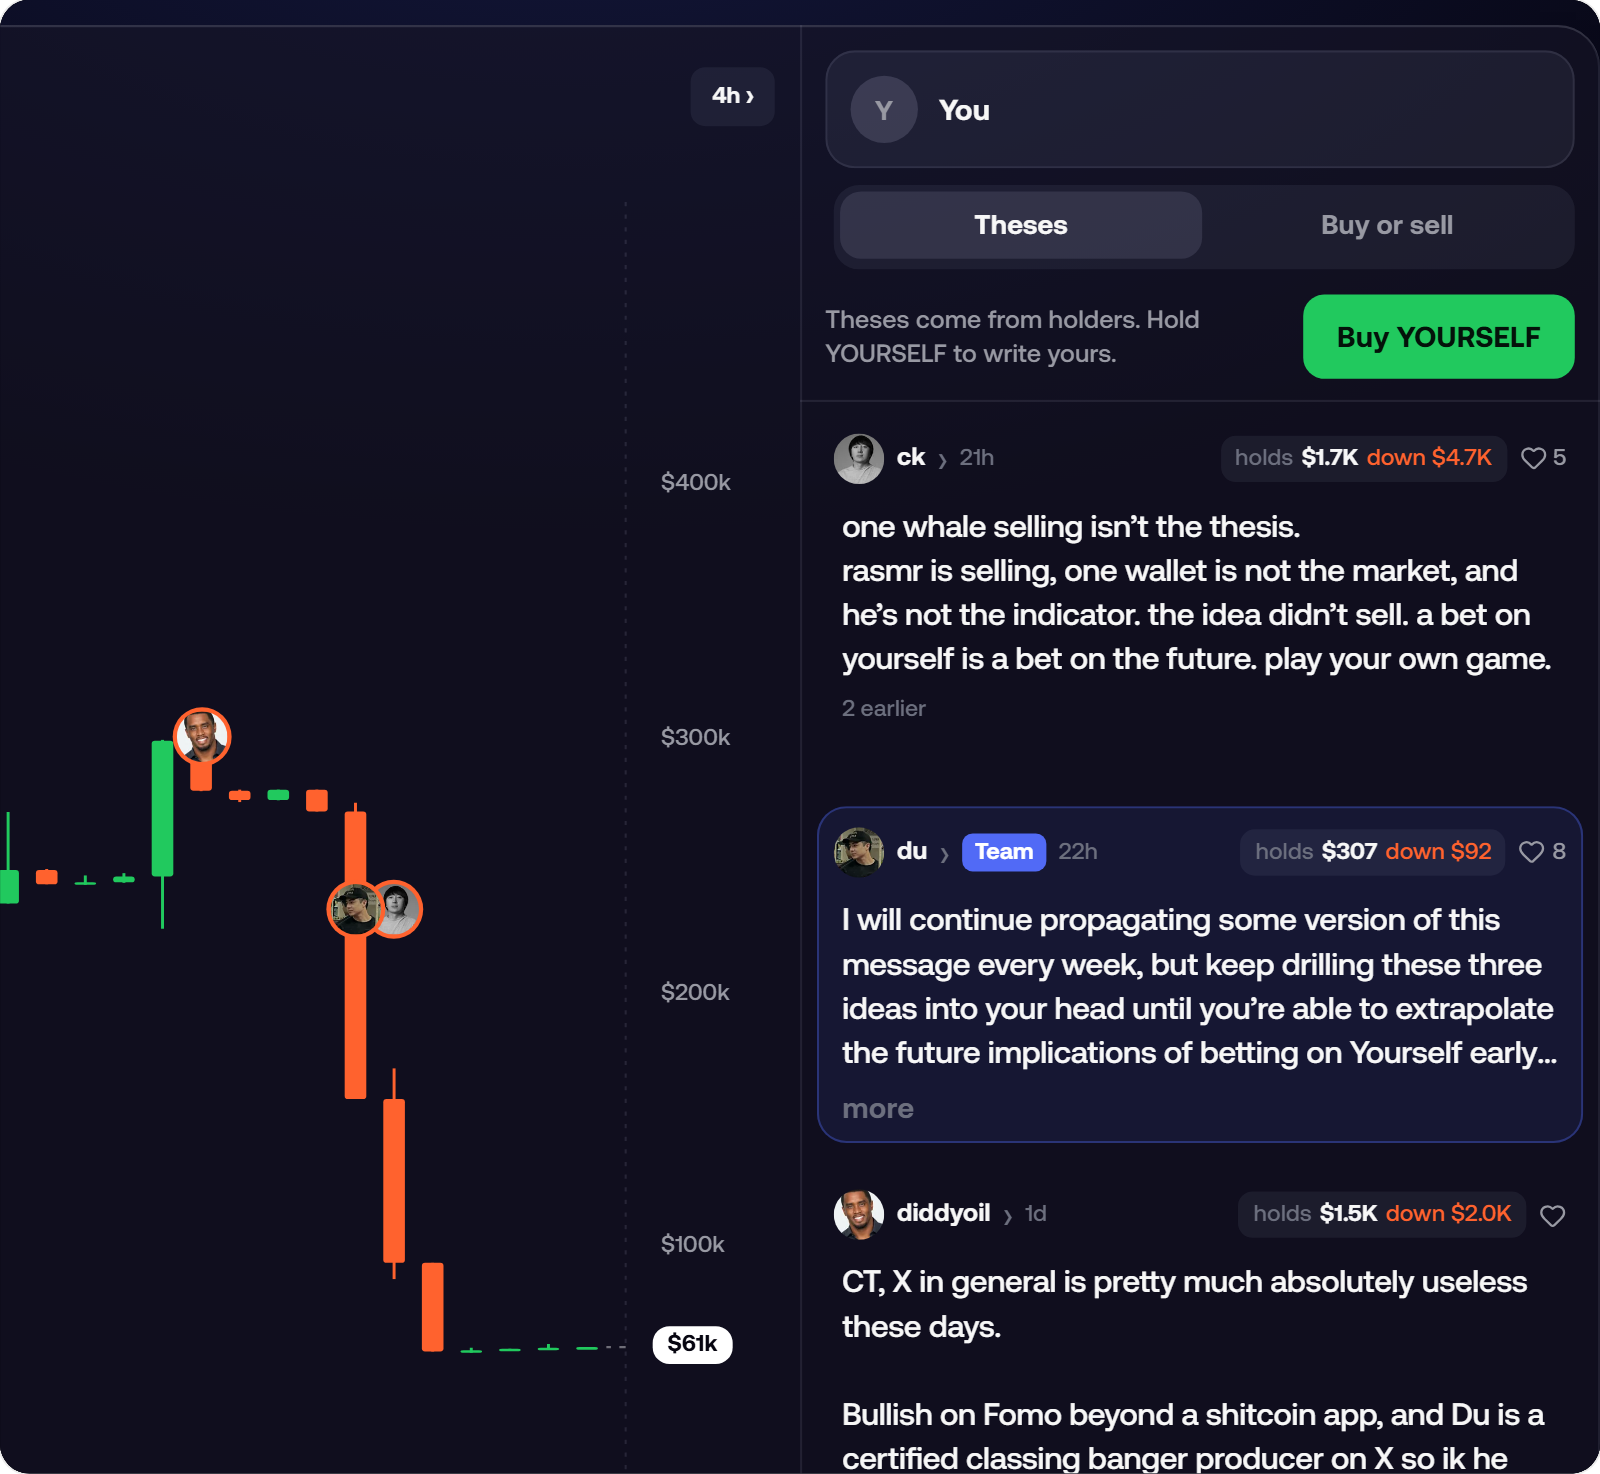 4h ›
$400k
$300k
$200k
$100k
$61k
Y
You
Theses
Buy or sell
Theses come from holders. Hold
YOURSELF to write yours.
Buy YOURSELF
ck › 21h
holds $1.7K down $4.7K
5
one whale selling isn’t the thesis.
rasmr is selling, one wallet is not the market, and
he’s not the indicator. the idea didn’t sell. a bet on
yourself is a bet on the future. play your own game.
2 earlier
du › Team 22h
holds $307 down $92
8
I will continue propagating some version of this
message every week, but keep drilling these three
ideas into your head until you’re able to extrapolate
the future implications of betting on Yourself early...
more
diddyoil › 1d
holds $1.5K down $2.0K
CT, X in general is pretty much absolutely useless
these days.
Bullish on Fomo beyond a shitcoin app, and Du is a
certified classing banger producer on X so ik he